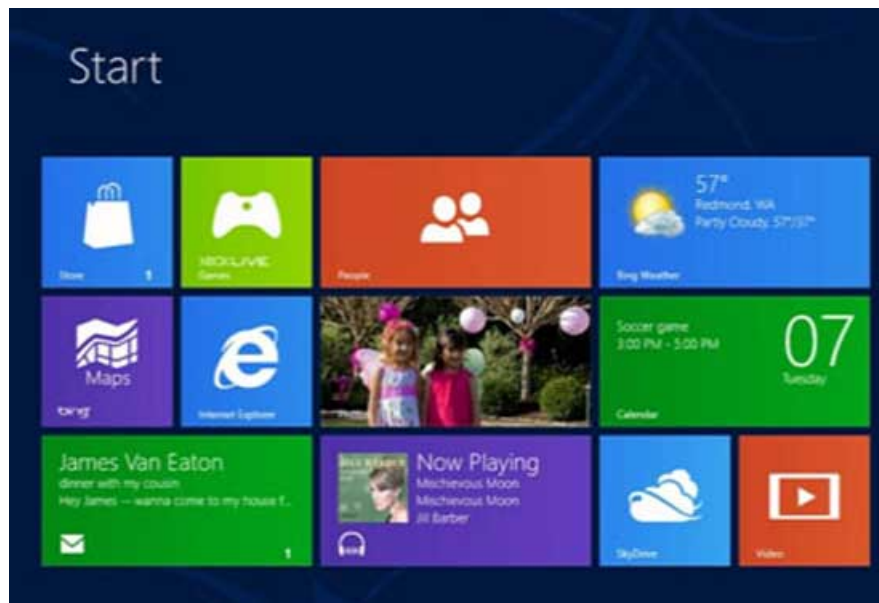 Start
Store 1
XBOX LIVE
Games
People
57°
Redmond, WA
Partly Cloudy, 57°/37°
Bing Weather
Maps
bing
Internet Explorer
Soccer game
3:00 PM - 5:00 PM
07
Tuesday
Calendar
James Van Eaton
dinner with my cousin
Hey James -- wanna come to my house f...
1
JILL BARBER
Now Playing
Mischievous Moon
Mischievous Moon
Jill Barber
SkyDrive
Video